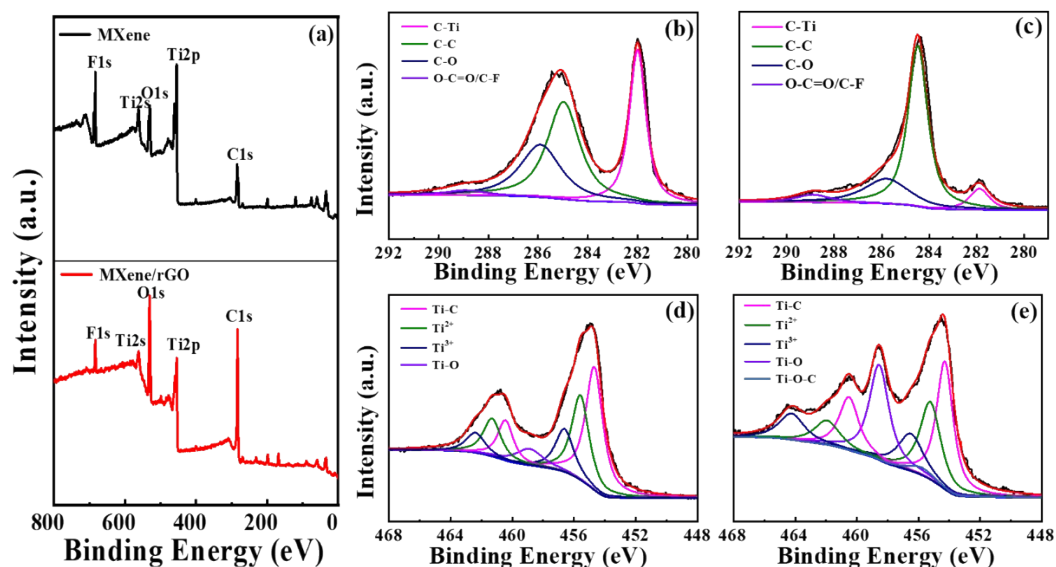 (a)
MXene
F1s
Ti2s
O1s
Ti2p
C1s
MXene/rGO
F1s
Ti2s
O1s
Ti2p
C1s
Intensity (a.u.)
800 600 400 200 0
Binding Energy (eV)
(b)
C-Ti
C-C
C-O
O-C=O/C-F
Intensity (a.u.)
292 290 288 286 284 282 280
Binding Energy (eV)
(c)
C-Ti
C-C
C-O
O-C=O/C-F
292 290 288 286 284 282 280
Binding Energy (eV)
(d)
Ti-C
Ti²⁺
Ti³⁺
Ti-O
Intensity (a.u.)
468 464 460 456 452 448
Binding Energy (eV)
(e)
Ti-C
Ti²⁺
Ti³⁺
Ti-O
Ti-O-C
468 464 460 456 452 448
Binding Energy (eV)